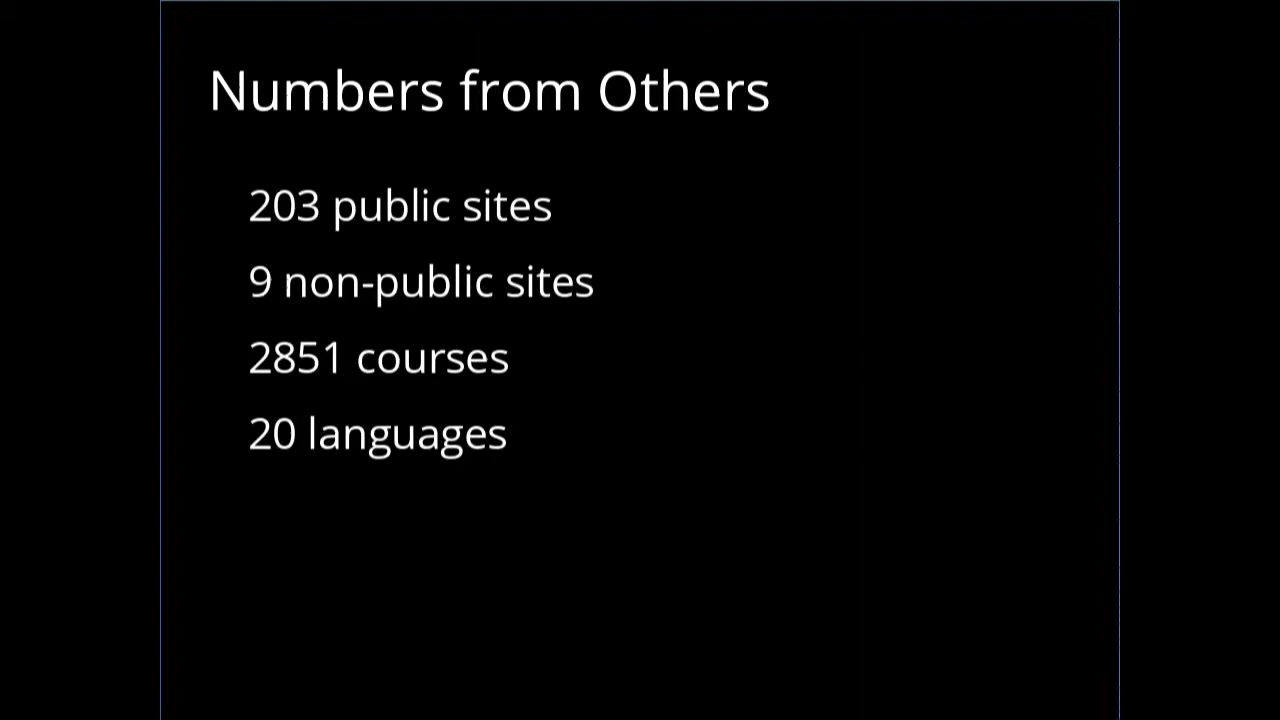 Numbers from Others
203 public sites
9 non-public sites
2851 courses
20 languages